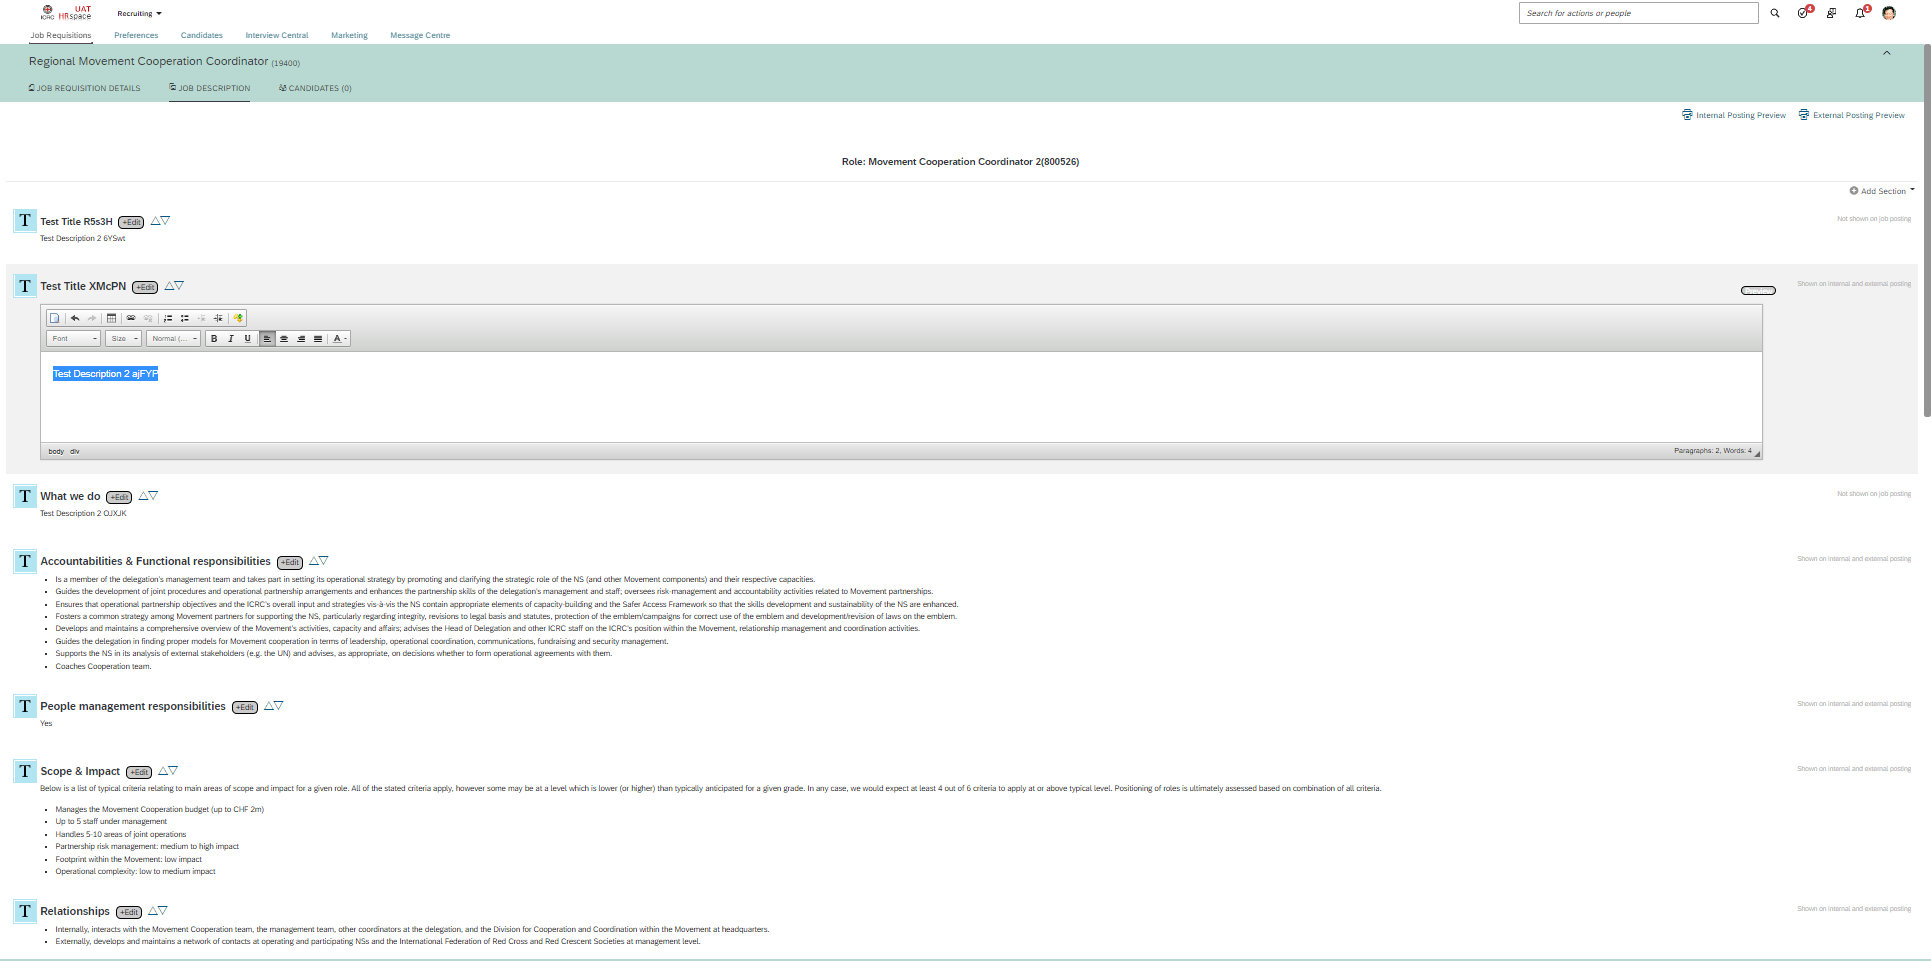 ICRC
UAT
HRspace
Recruiting
Search for actions or people
4
1
Job Requisitions
Preferences
Candidates
Interview Central
Marketing
Message Centre
Regional Movement Cooperation Coordinator (19400)
JOB REQUISITION DETAILS
JOB DESCRIPTION
CANDIDATES (0)
Internal Posting Preview
External Posting Preview
Role: Movement Cooperation Coordinator 2(800526)
Add Section
T
Test Title R5s3H
+Edit
Not shown on job posting
Test Description 2 6YSwt
T
Test Title XMcPN
+Edit
Shown on internal and external posting
Font
Size
Normal (...
B
I
U
A
Test Description 2 ajFYP
body div
Paragraphs: 2, Words: 4
T
What we do
+Edit
Not shown on job posting
Test Description 2 OJXJK
T
Accountabilities & Functional responsibilities
+Edit
Shown on internal and external posting
• Is a member of the delegation's management team and takes part in setting its operational strategy by promoting and clarifying the strategic role of the NS (and other Movement components) and their respective capacities.
• Guides the development of joint procedures and operational partnership arrangements and enhances the partnership skills of the delegation's management and staff; oversees risk-management and accountability activities related to Movement partnerships.
• Ensures that operational partnership objectives and the ICRC's overall input and strategies vis-à-vis the NS contain appropriate elements of capacity-building and the Safer Access Framework so that the skills development and sustainability of the NS are enhanced.
• Fosters a common strategy among Movement partners for supporting the NS, particularly regarding integrity, revisions to legal basis and statutes, protection of the emblem/campaigns for correct use of the emblem and development/revision of laws on the emblem.
• Develops and maintains a comprehensive overview of the Movement's activities, capacity and affairs; advises the Head of Delegation and other ICRC staff on the ICRC's position within the Movement, relationship management and coordination activities.
• Guides the delegation in finding proper models for Movement cooperation in terms of leadership, operational coordination, communications, fundraising and security management.
• Supports the NS in its analysis of external stakeholders (e.g. the UN) and advises, as appropriate, on decisions whether to form operational agreements with them.
• Coaches Cooperation team.
T
People management responsibilities
+Edit
Shown on internal and external posting
Yes
T
Scope & Impact
+Edit
Shown on internal and external posting
Below is a list of typical criteria relating to main areas of scope and impact for a given role. All of the stated criteria apply, however some may be at a level which is lower (or higher) than typically anticipated for a given grade. In any case, we would expect at least 4 out of 6 criteria to apply at or above typical level. Positioning of roles is ultimately assessed based on combination of all criteria.
• Manages the Movement Cooperation budget (up to CHF 2m)
• Up to 5 staff under management
• Handles 5-10 areas of joint operations
• Partnership risk management: medium to high impact
• Footprint within the Movement: low impact
• Operational complexity: low to medium impact
T
Relationships
+Edit
Shown on internal and external posting
• Internally, interacts with the Movement Cooperation team, the management team, other coordinators at the delegation, and the Division for Cooperation and Coordination within the Movement at headquarters.
• Externally, develops and maintains a network of contacts at operating and participating NSs and the International Federation of Red Cross and Red Crescent Societies at management level.